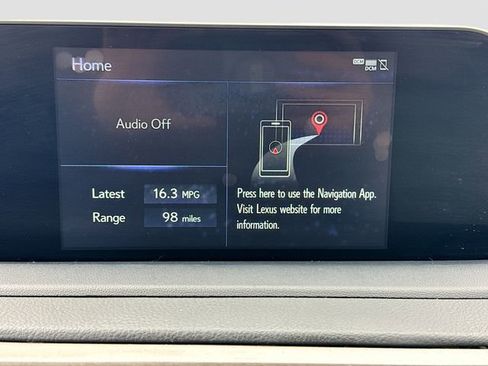 Home
DCM
DCM
Audio Off
Latest 16.3 MPG
Range 98 miles
Press here to use the Navigation App.
Visit Lexus website for more
information.